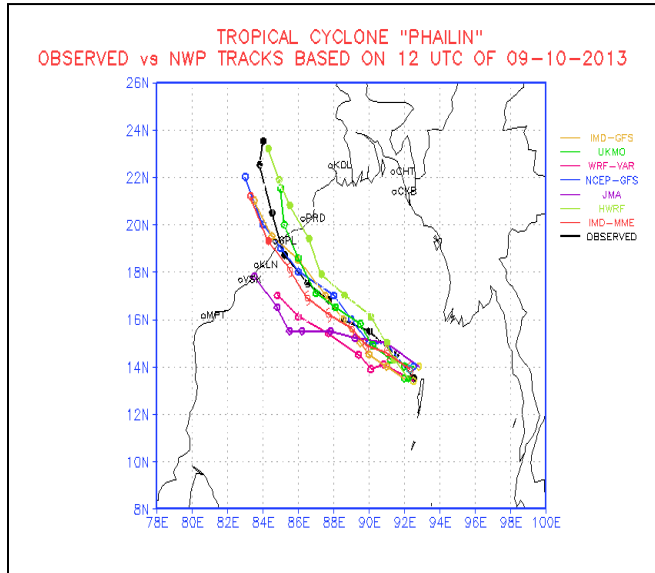 TROPICAL CYCLONE "PHAILIN"
OBSERVED vs NWP TRACKS BASED ON 12 UTC OF 09-10-2013
26N
24N
22N
20N
18N
16N
14N
12N
10N
8N
78E 80E 82E 84E 86E 88E 90E 92E 94E 96E 98E 100E
KOL
CHT
CXB
PRD
GPL
KLN
VSK
MPT
IMD-GFS
UKMO
WRF-VAR
NCEP-GFS
JMA
HWRF
IMD-MME
OBSERVED